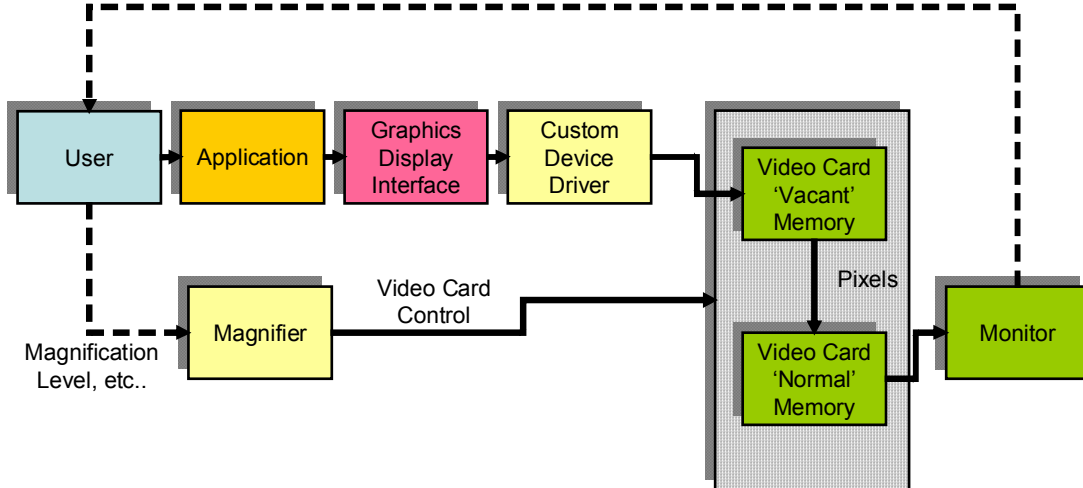 User
Application
Graphics
Display
Interface
Custom
Device
Driver
Video Card
‘Vacant’
Memory
Pixels
Video Card
Control
Magnifier
Magnification
Level, etc..
Video Card
‘Normal’
Memory
Monitor